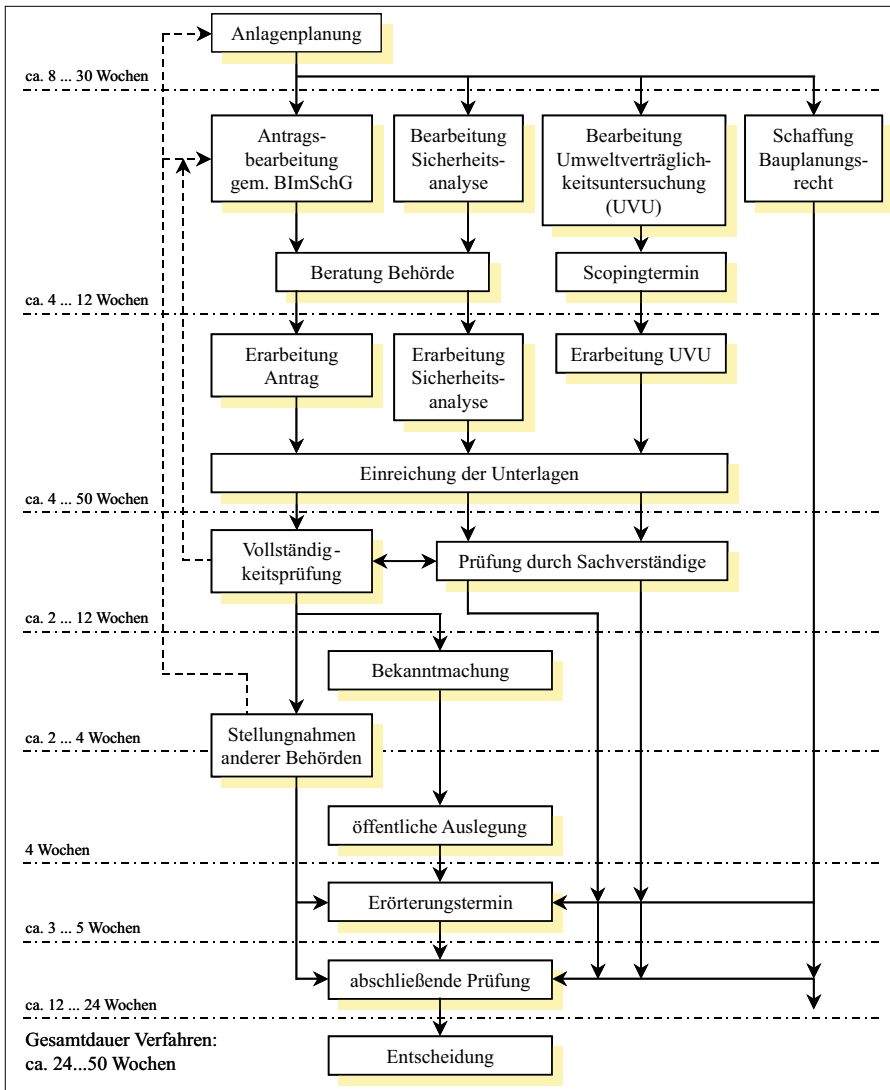 Anlagenplanung
ca. 8 ... 30 Wochen
Antrags-
bearbeitung
gem. BImSchG
Bearbeitung
Sicherheits-
analyse
Bearbeitung
Umweltverträglich-
keitsuntersuchung
(UVU)
Schaffung
Bauplanungs-
recht
Beratung Behörde
Scopingtermin
ca. 4 ... 12 Wochen
Erarbeitung
Antrag
Erarbeitung
Sicherheits-
analyse
Erarbeitung UVU
Einreichung der Unterlagen
ca. 4 ... 50 Wochen
Vollständig-
keitsprüfung
Prüfung durch Sachverständige
ca. 2 ... 12 Wochen
Bekanntmachung
Stellungnahmen
anderer Behörden
ca. 2 ... 4 Wochen
öffentliche Auslegung
4 Wochen
Erörterungstermin
ca. 3 ... 5 Wochen
abschließende Prüfung
ca. 12 ... 24 Wochen
Gesamtdauer Verfahren:
ca. 24...50 Wochen
Entscheidung